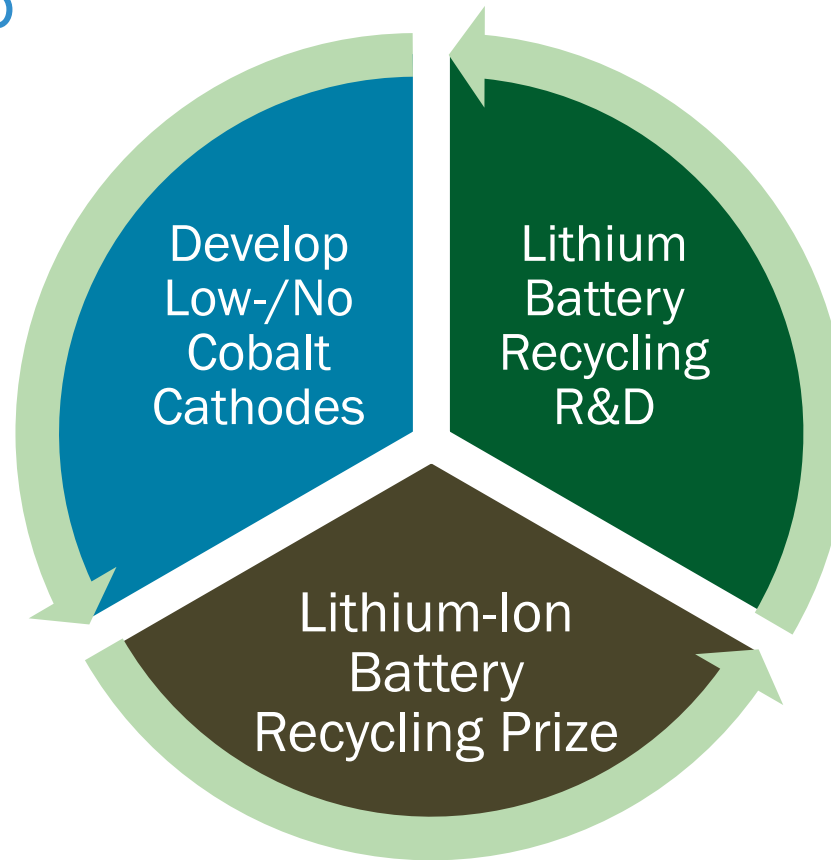 Develop
Low-/No
Cobalt
Cathodes
Lithium
Battery
Recycling
R&D
Lithium-Ion
Battery
Recycling Prize